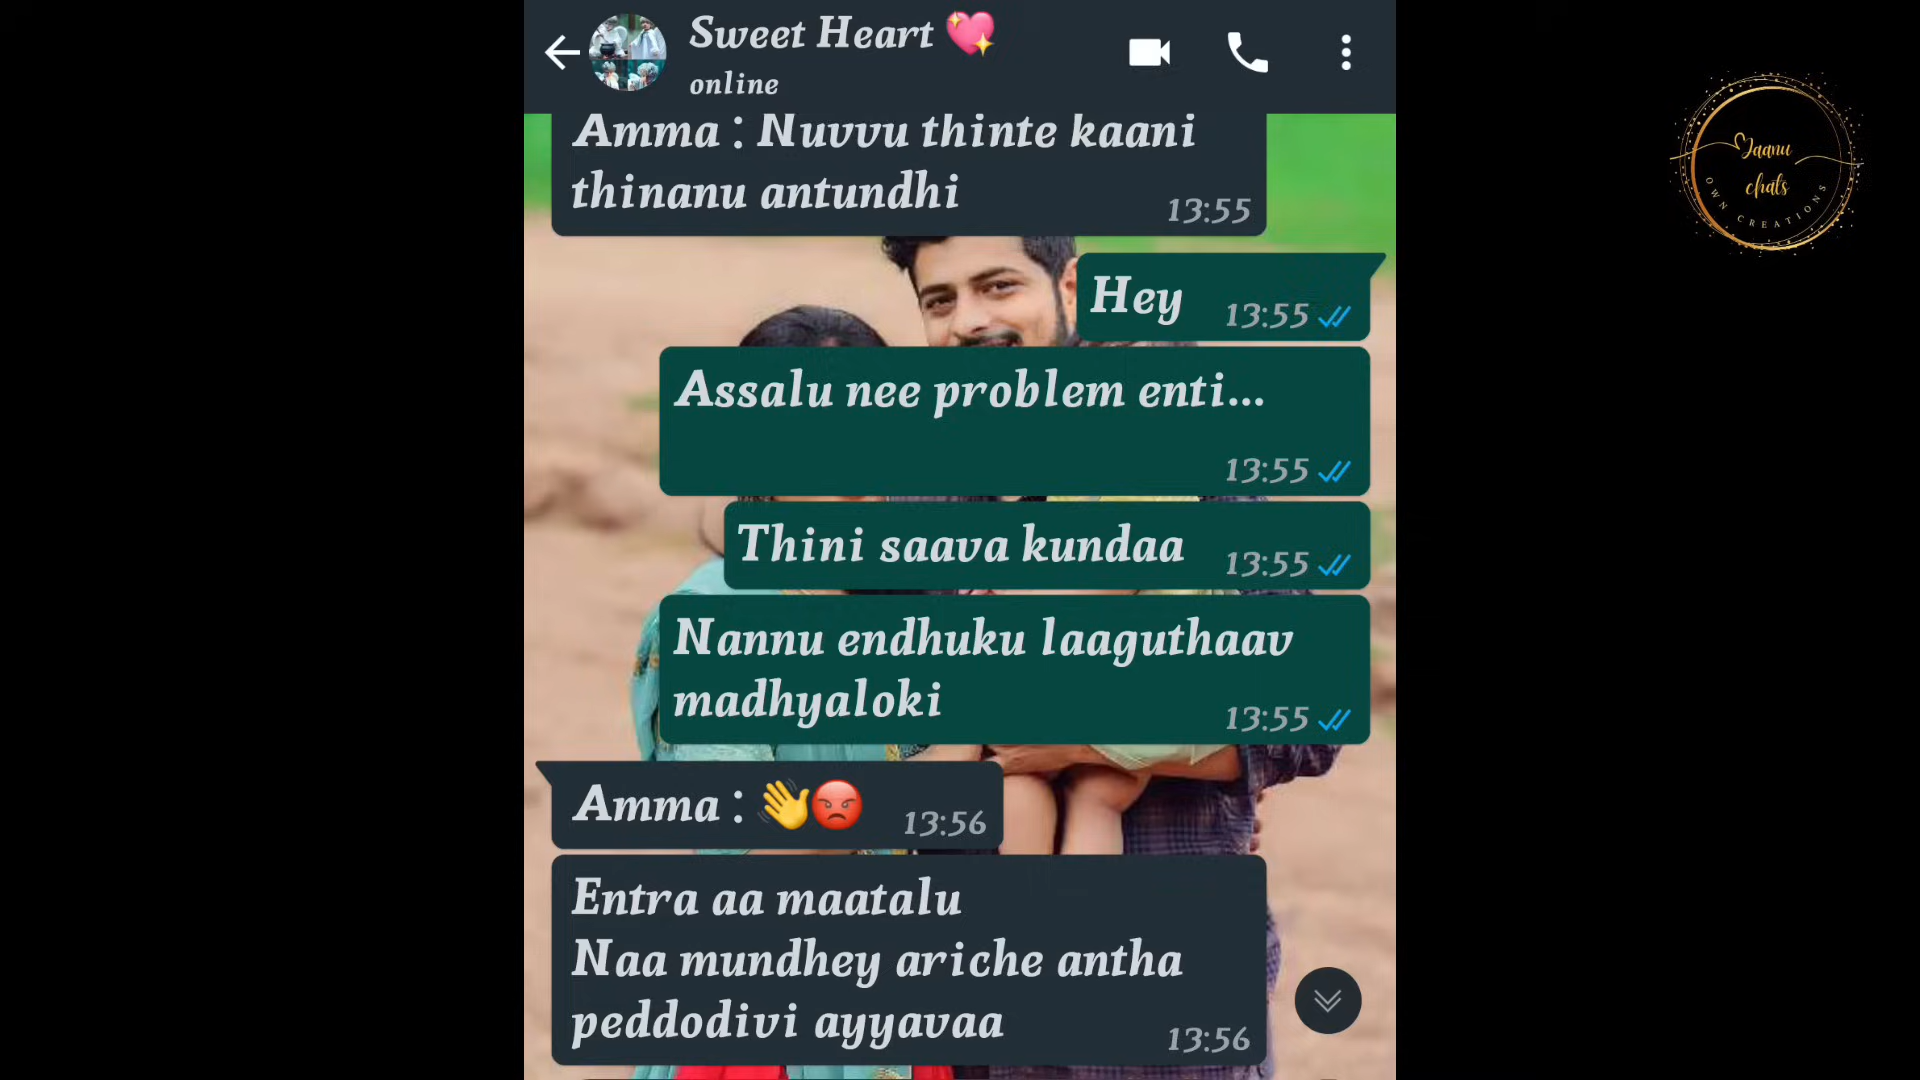 Sweet Heart 💖
online
Amma : Nuvvu thinte kaani
thinanu antundhi
13:55
Hey 13:55
Assalu nee problem enti...
13:55
Thini saava kundaa 13:55
Nannu endhuku laaguthaav
madhyaloki
13:55
Amma : 👋😡 13:56
Entra aa maatalu
Naa mundhey ariche antha
peddodivi ayyavaa
13:56
Jaanu
chats
OWN CREATIONS